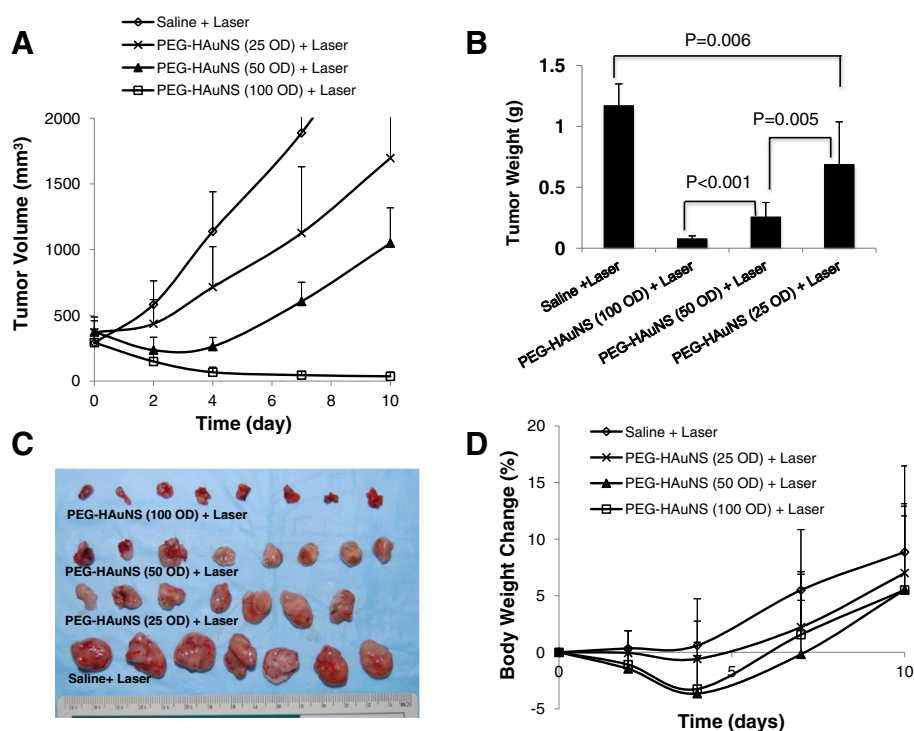 A
Saline + Laser
PEG-HAuNS (25 OD) + Laser
PEG-HAuNS (50 OD) + Laser
PEG-HAuNS (100 OD) + Laser
Tumor Volume (mm³)
2000
1500
1000
500
0
0 2 4 6 8 10
Time (day)
B
P=0.006
P=0.005
P<0.001
Tumor Weight (g)
1.5
1
0.5
0
Saline +Laser
PEG-HAuNS (100 OD) + Laser
PEG-HAuNS (50 OD) + Laser
PEG-HAuNS (25 OD) + Laser
C
PEG-HAuNS (100 OD) + Laser
PEG-HAuNS (50 OD) + Laser
PEG-HAuNS (25 OD) + Laser
Saline+ Laser
D
Saline + Laser
PEG-HAuNS (25 OD) + Laser
PEG-HAuNS (50 OD) + Laser
PEG-HAuNS (100 OD) + Laser
Body Weight Change (%)
20
15
10
5
0
-5
0 5 10
Time (days)